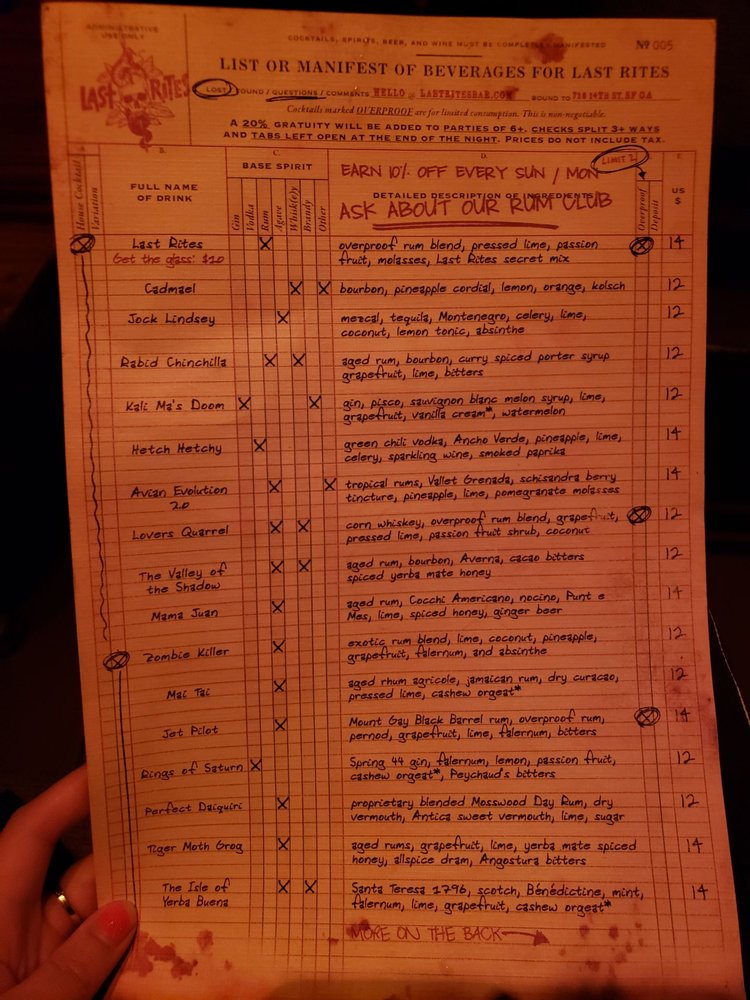 ADMINISTRATIVE
USE ONLY
LAST RITES
COCKTAILS, SPIRITS, BEER, AND WINE MUST BE COMPLETELY MANIFESTED
Nº 005
LIST OR MANIFEST OF BEVERAGES FOR LAST RITES
LOST / FOUND / QUESTIONS / COMMENTS HELLO @ LASTRITESBAR.COM BOUND TO 718 14TH ST. SF CA
Cocktails marked OVERPROOF are for limited consumption. This is non-negotiable.
A 20% GRATUITY WILL BE ADDED TO PARTIES OF 6+, CHECKS SPLIT 3+ WAYS
AND TABS LEFT OPEN AT THE END OF THE NIGHT. PRICES DO NOT INCLUDE TAX.
A. B. C. D. E
House Cocktail
Variation
FULL NAME
OF DRINK
BASE SPIRIT
Gin Vodka Rum Agave Whisk(e)y Brandy Other
EARN 10% OFF EVERY SUN / MON
DETAILED DESCRIPTION OF INGREDIENTS
ASK ABOUT OUR RUM CLUB
LIMIT 2
Overproof
Deposit
US
$
Last Rites X overproof rum blend, pressed lime, passion X 14
Get the glass: $20 fruit, molasses, Last Rites secret mix
Cadmael X X bourbon, pineapple cordial, lemon, orange, kolsch 12
Jock Lindsey X mezcal, tequila, Montenegro, celery, lime, 12
coconut, lemon tonic, absinthe
Rabid Chinchilla X X aged rum, bourbon, curry spiced porter syrup 12
grapefruit, lime, bitters
Kali Ma's Doom X X gin, pisco, sauvignon blanc melon syrup, lime, 12
grapefruit, vanilla cream*, watermelon
Hetch Hetchy X green chili vodka, Ancho Verde, pineapple, lime, 14
celery, sparkling wine, smoked paprika
Avian Evolution X X tropical rums, Vallet Grenada, schisandra berry 14
2.0 tincture, pineapple, lime, pomegranate molasses
Lovers Quarrel X X corn whiskey, overproof rum blend, grapefruit, X 12
pressed lime, passion fruit shrub, coconut
The Valley of X X aged rum, bourbon, Averna, cacao bitters 12
the Shadow spiced yerba mate honey
Mama Juan X aged rum, Cocchi Americano, nocino, Punt e 14
Mes, lime, spiced honey, ginger beer
Zombie Killer X exotic rum blend, lime, coconut, pineapple, 12
grapefruit, falernum, and absinthe
Mai Tai X aged rhum agricole, jamaican rum, dry curacao, 12
pressed lime, cashew orgeat*
Jet Pilot X Mount Gay Black Barrel rum, overproof rum, X 14
pernod, grapefruit, lime, falernum, bitters
Rings of Saturn X Spring 44 gin, falernum, lemon, passion fruit, 12
cashew orgeat*, Peychaud's bitters
Perfect Daiquiri X proprietary blended Mosswood Day Rum, dry 12
vermouth, Antica sweet vermouth, lime, sugar
Tiger Moth Grog X aged rums, grapefruit, lime, yerba mate spiced 14
honey, allspice dram, Angostura bitters
The Isle of X X Santa Teresa 1796, scotch, Bénédictine, mint, 14
Yerba Buena falernum, lime, grapefruit, cashew orgeat*
MORE ON THE BACK